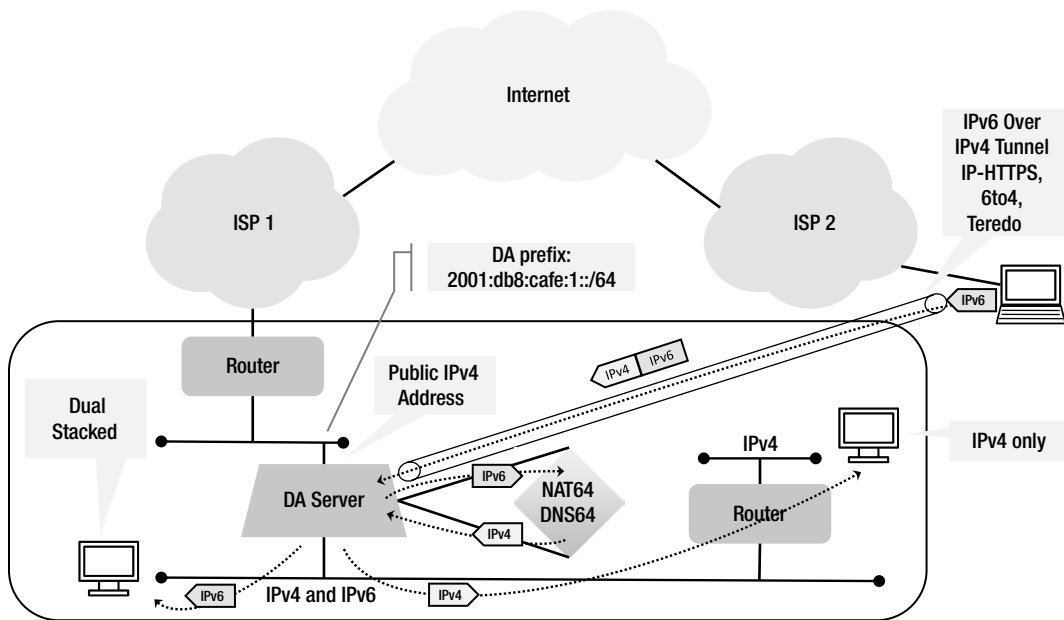 Internet
IPv6 Over
IPv4 Tunnel
IP-HTTPS,
6to4,
Teredo
ISP 1
ISP 2
DA prefix:
2001:db8:cafe:1::/64
IPv6
Router
Public IPv4
Address
IPv4
IPv6
Dual
Stacked
IPv4
IPv4 only
DA Server
IPv6
NAT64
DNS64
IPv4
Router
IPv6
IPv4 and IPv6
IPv4